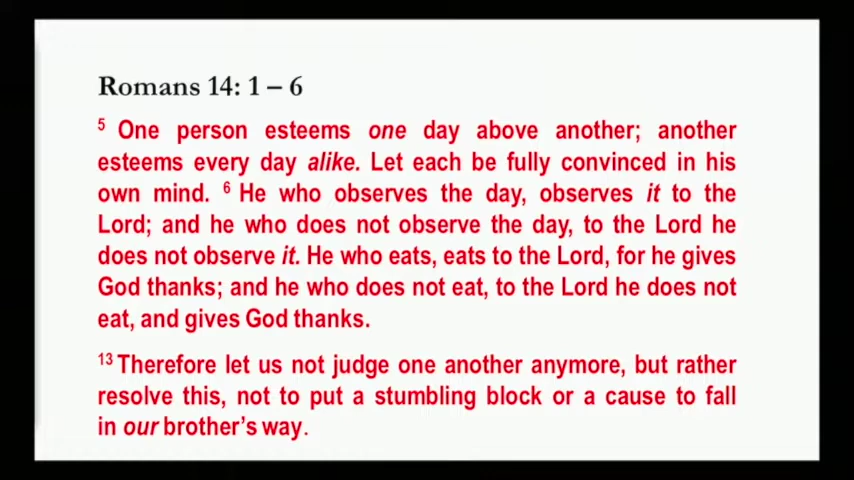 Romans 14: 1 – 6
5 One person esteems one day above another; another
esteems every day alike. Let each be fully convinced in his
own mind. 6 He who observes the day, observes it to the
Lord; and he who does not observe the day, to the Lord he
does not observe it. He who eats, eats to the Lord, for he gives
God thanks; and he who does not eat, to the Lord he does not
eat, and gives God thanks.
13 Therefore let us not judge one another anymore, but rather
resolve this, not to put a stumbling block or a cause to fall
in our brother's way.